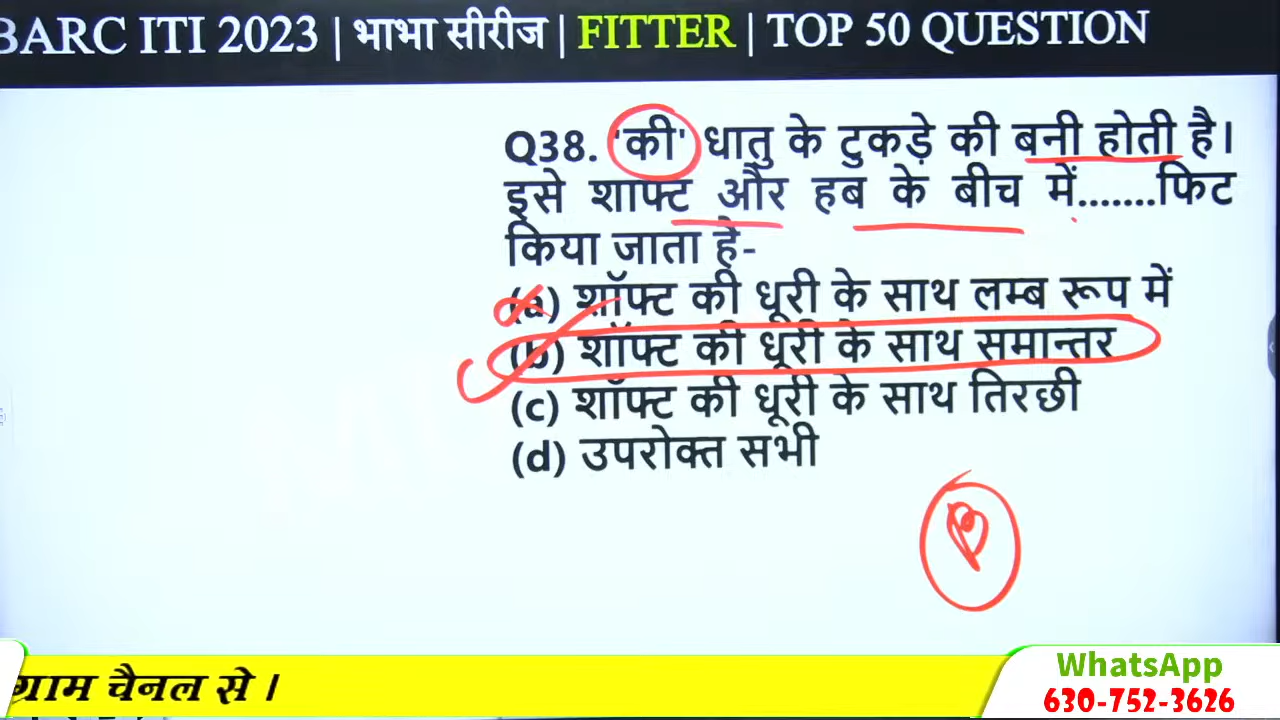 BARC ITI 2023 | भाभा सीरीज | FITTER | TOP 50 QUESTION
Q38. 'की' धातु के टुकड़े की बनी होती है।
इसे शाफ्ट और हब के बीच में.......फिट
किया जाता है-
(a) शॉफ्ट की धूरी के साथ लम्ब रूप में
(b) शॉफ्ट की धूरी के साथ समान्तर
(c) शॉफ्ट की धूरी के साथ तिरछी
(d) उपरोक्त सभी
ग्राम चैनल से ।
WhatsApp
630-752-3626